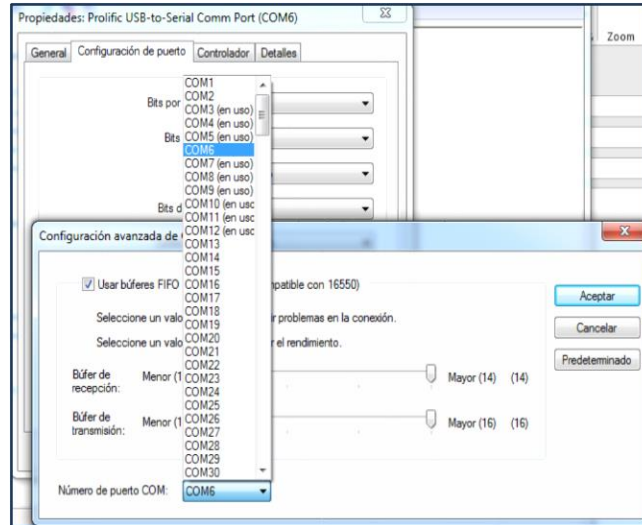 Propiedades: Prolific USB-to-Serial Comm Port (COM6)
Zoom
General Configuración de puerto Controlador Detalles
Bits por
Bits
Bits d
COM1
COM2
COM3 (en uso)
COM4 (en uso)
COM5 (en uso)
COM6
COM7 (en uso)
COM8 (en uso)
COM9 (en uso)
COM10 (en usc
COM11 (en usc
COM12 (en usc
COM13
COM14
COM15
COM16
COM17
COM18
COM19
COM20
COM21
COM22
COM23
COM24
COM25
COM26
COM27
COM28
COM29
COM30
Configuración avanzada de
Usar búferes FIFO patible con 16550)
Seleccione un valo r problemas en la conexión.
Seleccione un valo r el rendimiento.
Búfer de recepción: Menor (1 Mayor (14) (14)
Búfer de transmisión: Menor (1 Mayor (16) (16)
Número de puerto COM: COM6
Aceptar
Cancelar
Predeterminado